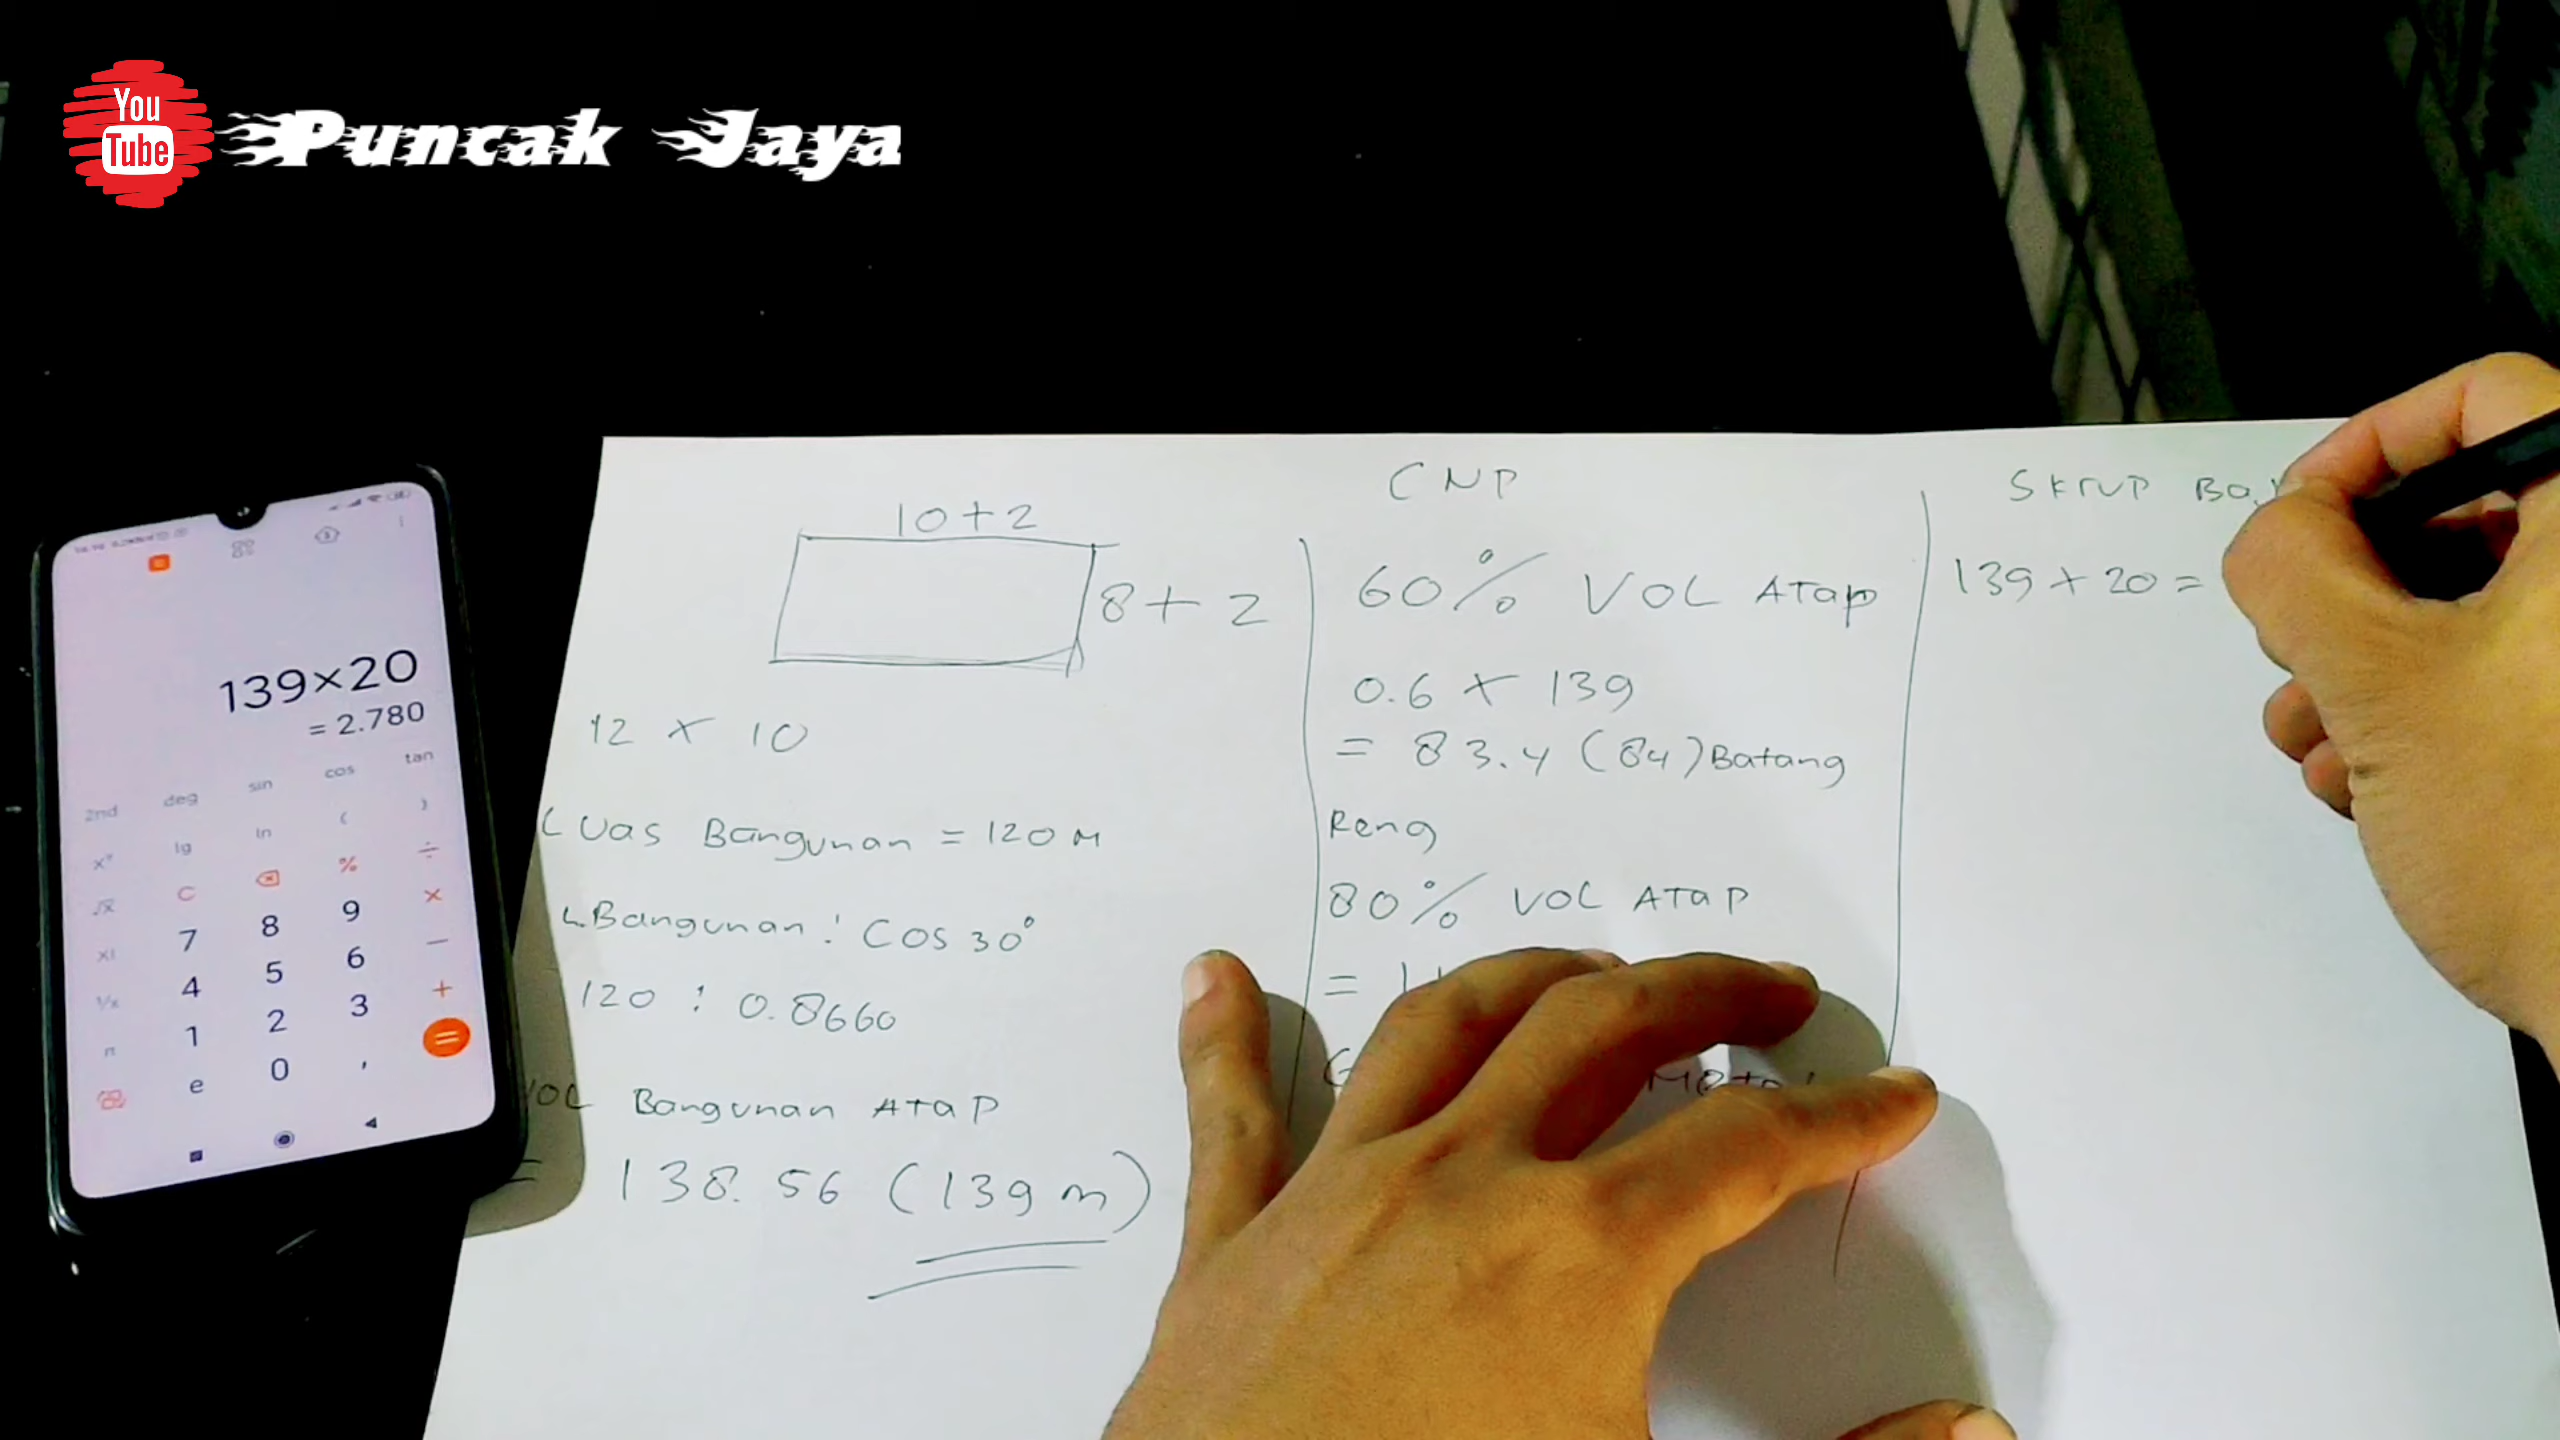 You
Tube
Puncak Jaya
139×20
= 2.780
2nd deg sin cos tan
lg ln ( )
C % ÷
7 8 9 ×
4 5 6 −
1 2 3 +
e 0 , =
10+2
8+2
12 x 10
Luas Bangunan = 120 M
L.Bangunan : Cos 30°
120 : 0.8660
VOL Bangunan ATaP
= 138.56 (139 m)
CNP
60% VOL ATap
0.6 x 139
= 83.4 (84) Batang
Reng
80% VOL ATaP
=
Metal
SKrUP Ba
139 x 20 =